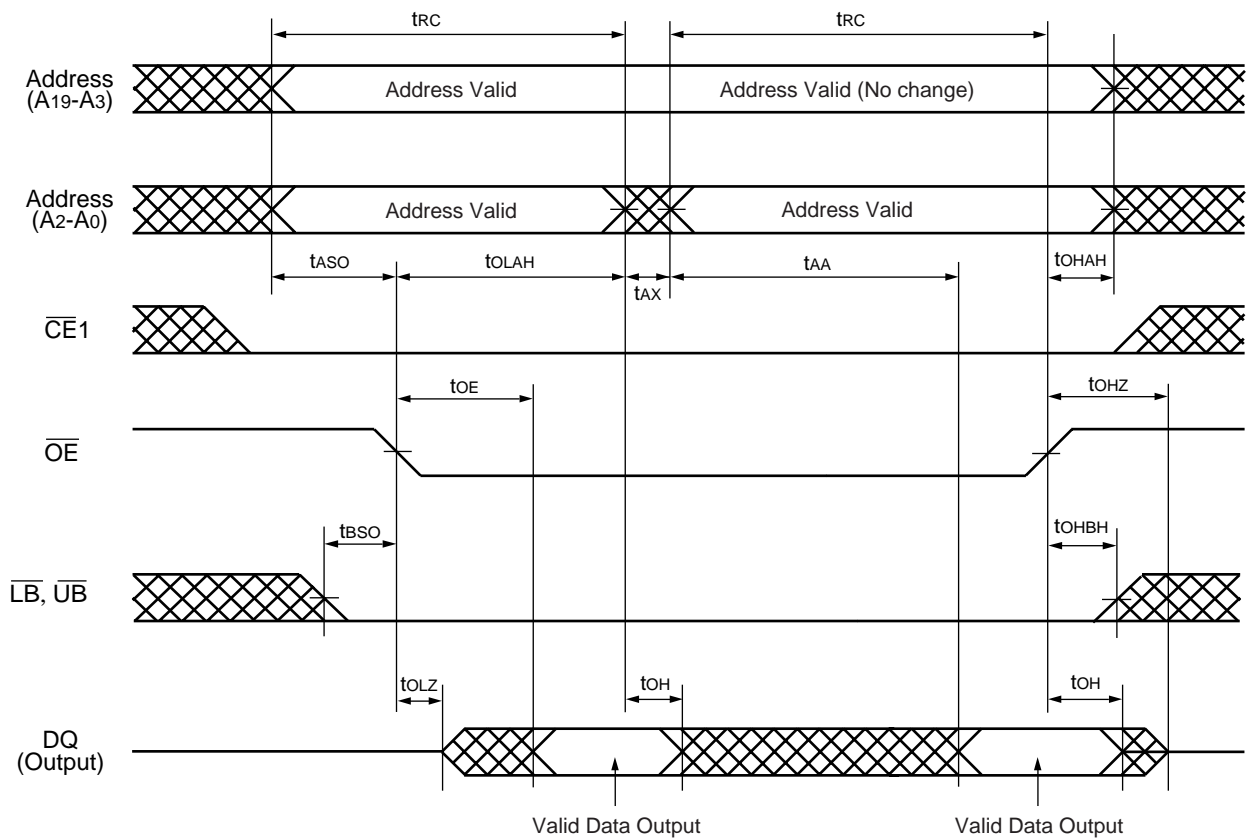 tRC tRC
Address
(A19-A3)
Address Valid Address Valid (No change)
Address
(A2-A0)
Address Valid Address Valid
tASO tOLAH tAX tAA tOHAH
CE1
tOE tOHZ
OE
tBSO tOHBH
LB, UB
tOLZ tOH tOH
DQ
(Output)
Valid Data Output Valid Data Output